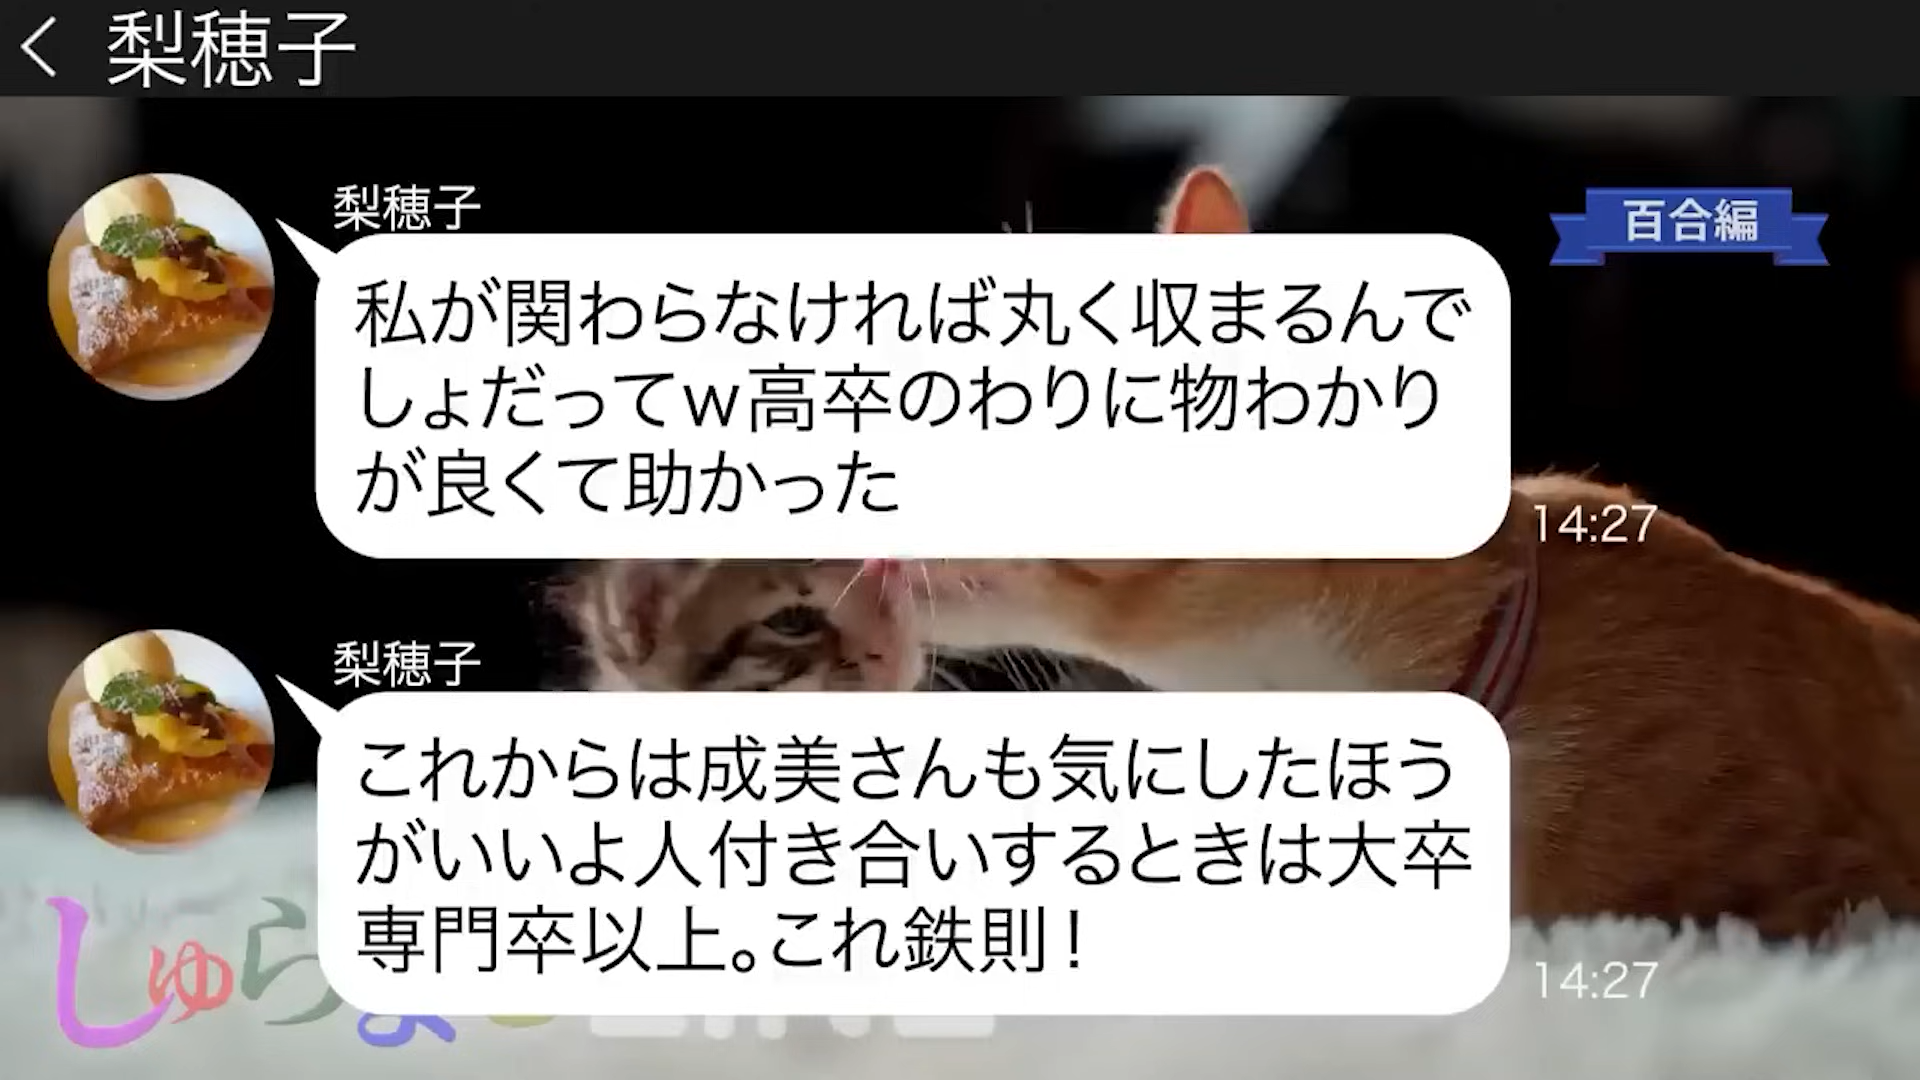 梨穂子
梨穂子
百合編
私が関わらなければ丸く収まるんで
しょだってw高卒のわりに物わかり
が良くて助かった
14:27
梨穂子
これからは成美さんも気にしたほう
がいいよ人付き合いするときは大卒
専門卒以上。これ鉄則！
14:27
しゅら